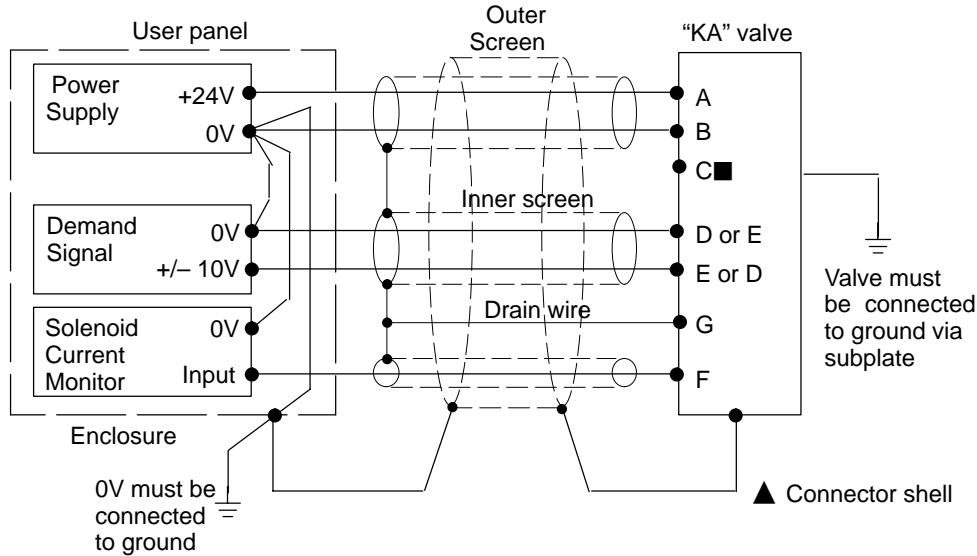 Outer
Screen
User panel
“KA” valve
Power
Supply
+24V
0V
A
B
C■
Inner screen
Demand
Signal
0V
+/– 10V
D or E
E or D
Valve must
be connected
to ground via
subplate
Drain wire
G
Solenoid
Current
Monitor
0V
Input
F
Enclosure
0V must be
connected
to ground
▲ Connector shell